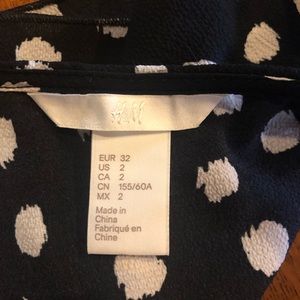 H&M
EUR 32
US 2
CA 2
CN 155/60A
MX 2
Made in
China
Fabriqué en
Chine